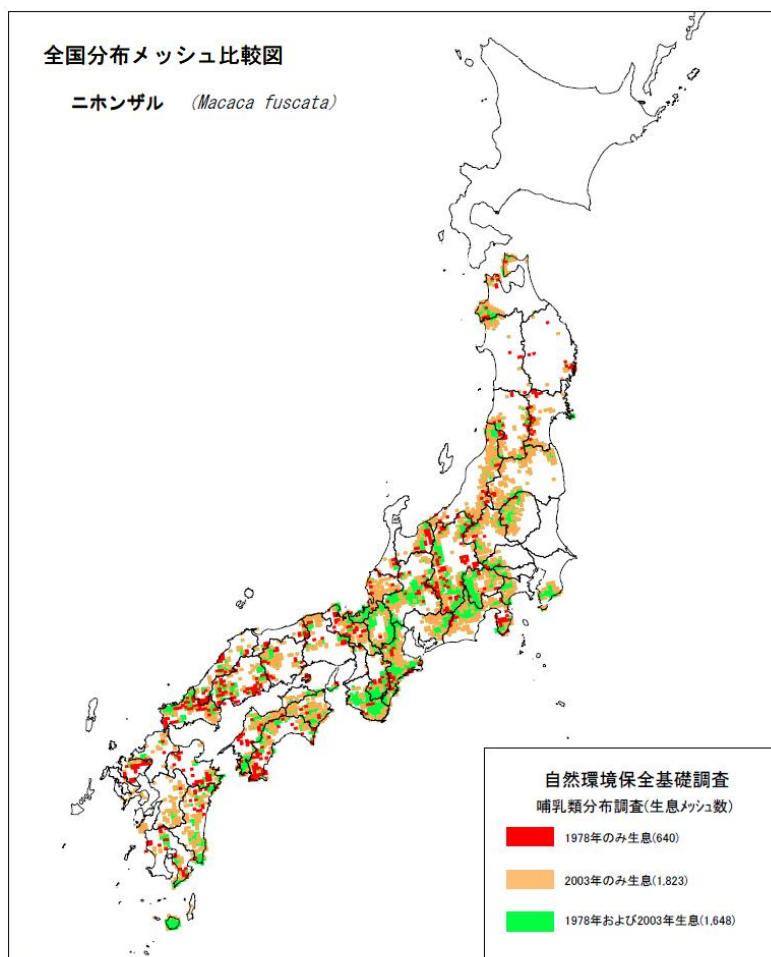 全国分布メッシュ比較図
ニホンザル (Macaca fuscata)
自然環境保全基礎調査
哺乳類分布調査(生息メッシュ数)
1978年のみ生息(640)
2003年のみ生息(1,823)
1978年および2003年生息(1,648)